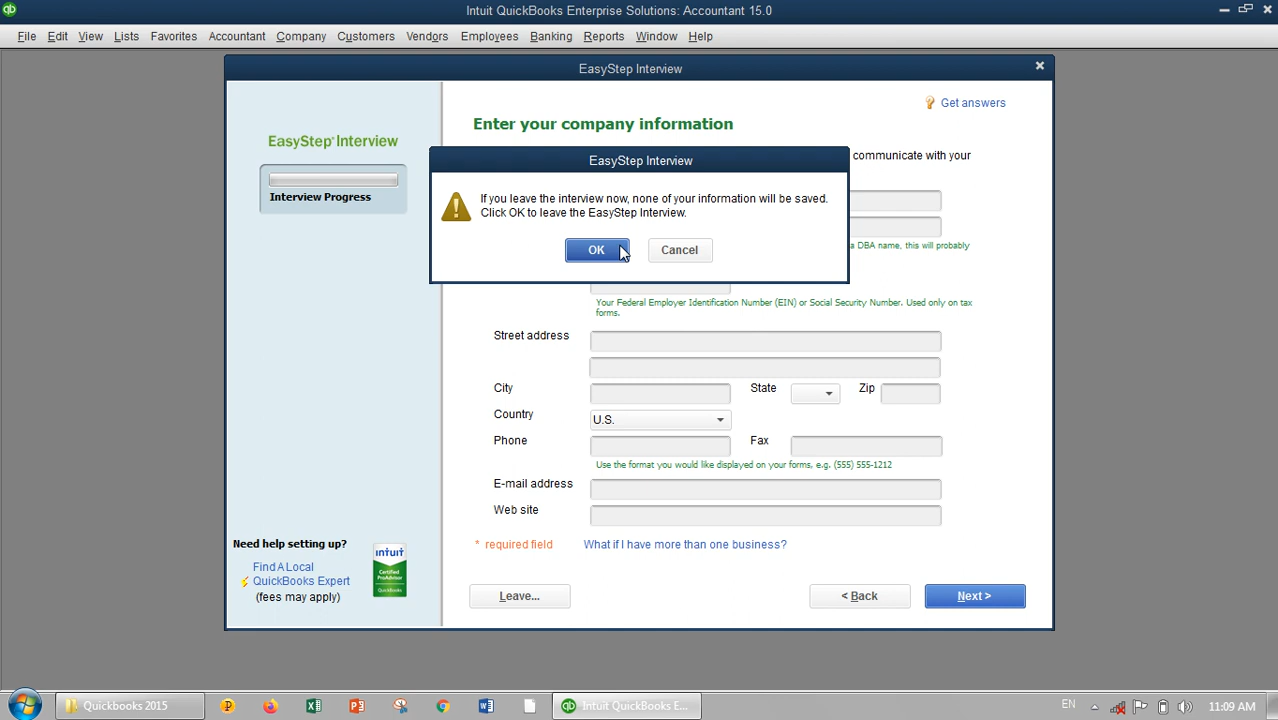 Intuit QuickBooks Enterprise Solutions: Accountant 15.0
File Edit View Lists Favorites Accountant Company Customers Vendors Employees Banking Reports Window Help
EasyStep Interview
Get answers
EasyStep Interview
Interview Progress
Enter your company information
communicate with your
EasyStep Interview
If you leave the interview now, none of your information will be saved.
Click OK to leave the EasyStep Interview.
OK Cancel
a DBA name, this will probably
Your Federal Employer Identification Number (EIN) or Social Security Number. Used only on tax
forms.
Street address
City State Zip
Country U.S.
Phone Fax
Use the format you would like displayed on your forms, e.g. (555) 555-1212
E-mail address
Web site
* required field What if I have more than one business?
Need help setting up?
Find A Local
QuickBooks Expert
(fees may apply)
intuit
Certified
ProAdvisor
QuickBooks
Leave... < Back Next >
Quickbooks 2015 Intuit QuickBooks E... EN 11:09 AM